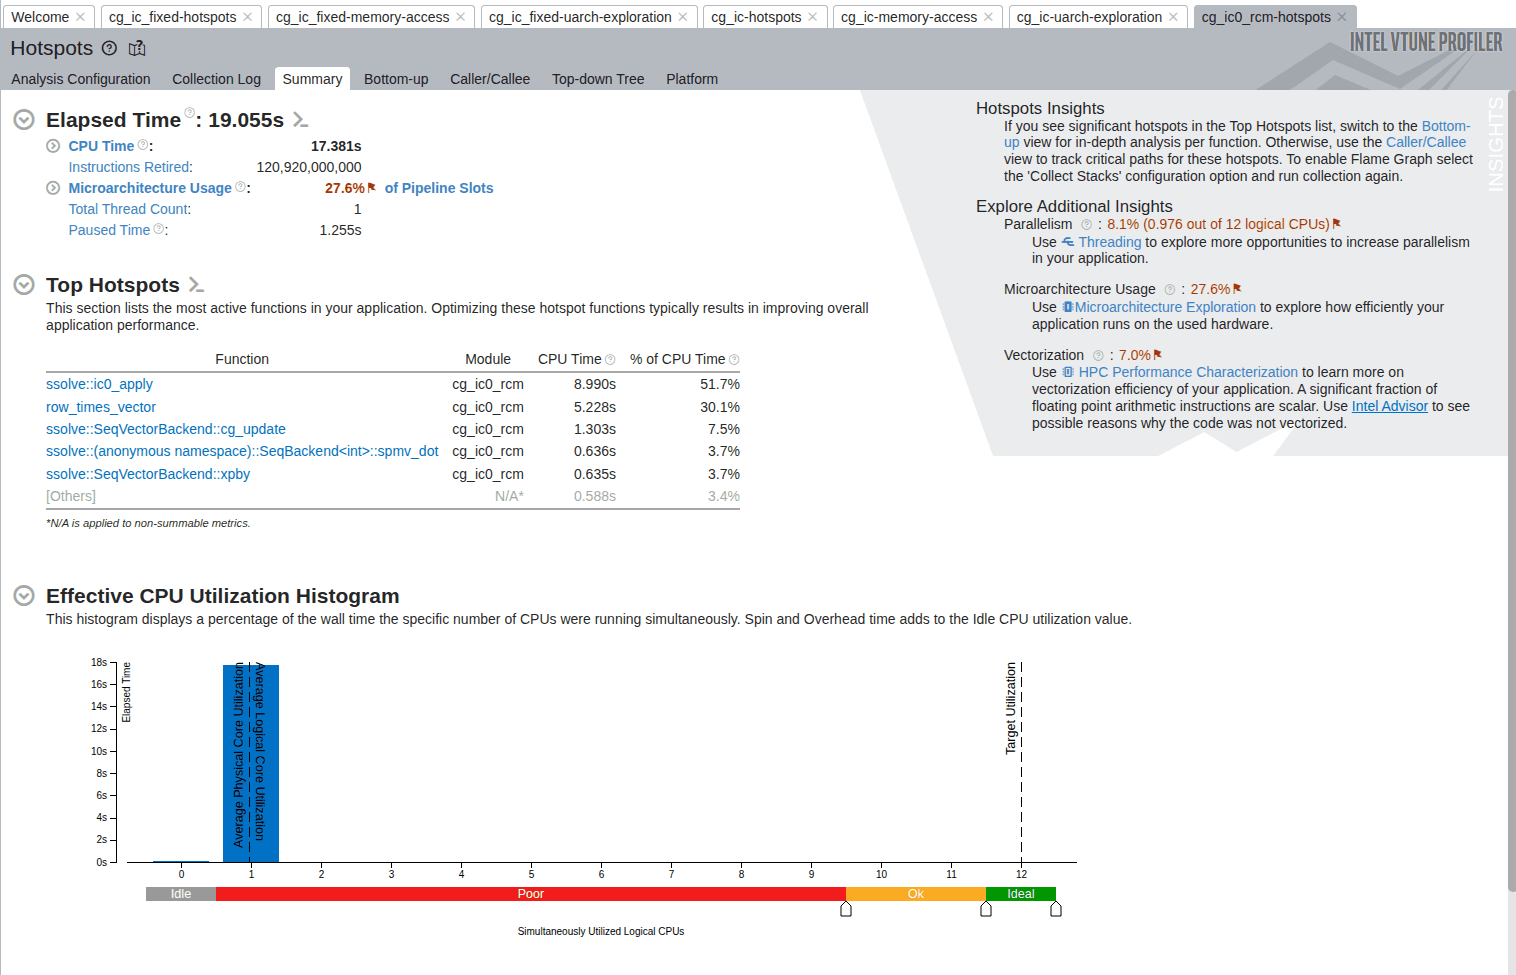 Welcome
cg_ic_fixed-hotspots
cg_ic_fixed-memory-access
cg_ic_fixed-uarch-exploration
cg_ic-hotspots
cg_ic-memory-access
cg_ic-uarch-exploration
cg_ic0_rcm-hotspots
Hotspots
INTEL VTUNE PROFILER
Analysis Configuration
Collection Log
Summary
Bottom-up
Caller/Callee
Top-down Tree
Platform
Elapsed Time : 19.055s
CPU Time : 17.381s
Instructions Retired: 120,920,000,000
Microarchitecture Usage : 27.6% of Pipeline Slots
Total Thread Count: 1
Paused Time : 1.255s
Top Hotspots
This section lists the most active functions in your application. Optimizing these hotspot functions typically results in improving overall
application performance.
Function Module CPU Time % of CPU Time
ssolve::ic0_apply cg_ic0_rcm 8.990s 51.7%
row_times_vector cg_ic0_rcm 5.228s 30.1%
ssolve::SeqVectorBackend::cg_update cg_ic0_rcm 1.303s 7.5%
ssolve::(anonymous namespace)::SeqBackend<int>::spmv_dot cg_ic0_rcm 0.636s 3.7%
ssolve::SeqVectorBackend::xpby cg_ic0_rcm 0.635s 3.7%
[Others] N/A* 0.588s 3.4%
*N/A is applied to non-summable metrics.
Hotspots Insights
If you see significant hotspots in the Top Hotspots list, switch to the Bottom-
up view for in-depth analysis per function. Otherwise, use the Caller/Callee
view to track critical paths for these hotspots. To enable Flame Graph select
the 'Collect Stacks' configuration option and run collection again.
Explore Additional Insights
Parallelism : 8.1% (0.976 out of 12 logical CPUs)
Use Threading to explore more opportunities to increase parallelism
in your application.
Microarchitecture Usage : 27.6%
Use Microarchitecture Exploration to explore how efficiently your
application runs on the used hardware.
Vectorization : 7.0%
Use HPC Performance Characterization to learn more on
vectorization efficiency of your application. A significant fraction of
floating point arithmetic instructions are scalar. Use Intel Advisor to see
possible reasons why the code was not vectorized.
INSIGHTS
Effective CPU Utilization Histogram
This histogram displays a percentage of the wall time the specific number of CPUs were running simultaneously. Spin and Overhead time adds to the Idle CPU utilization value.
18s
16s
14s
12s
10s
8s
6s
4s
2s
0s
Elapsed Time
Average Physical Core Utilization
Average Logical Core Utilization
Target Utilization
0 1 2 3 4 5 6 7 8 9 10 11 12
Idle Poor Ok Ideal
Simultaneously Utilized Logical CPUs